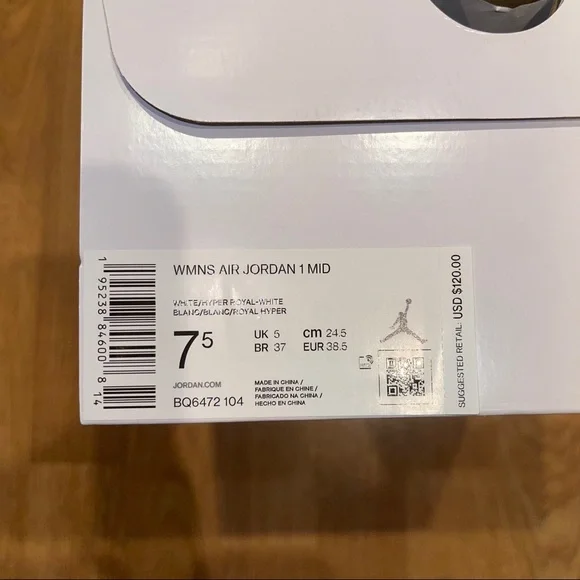 WMNS AIR JORDAN 1 MID
WHITE/HYPER ROYAL-WHITE
BLANC/BLANC/ROYAL HYPER
7⁵
UK 5 cm 24.5
BR 37 EUR 38.5
JORDAN.COM
BQ6472 104
MADE IN CHINA /
FABRIQUE EN CHINE /
FABRICADO NA CHINA /
HECHO EN CHINA
1 95238 84600 8 14
SUGGESTED RETAIL USD $120.00